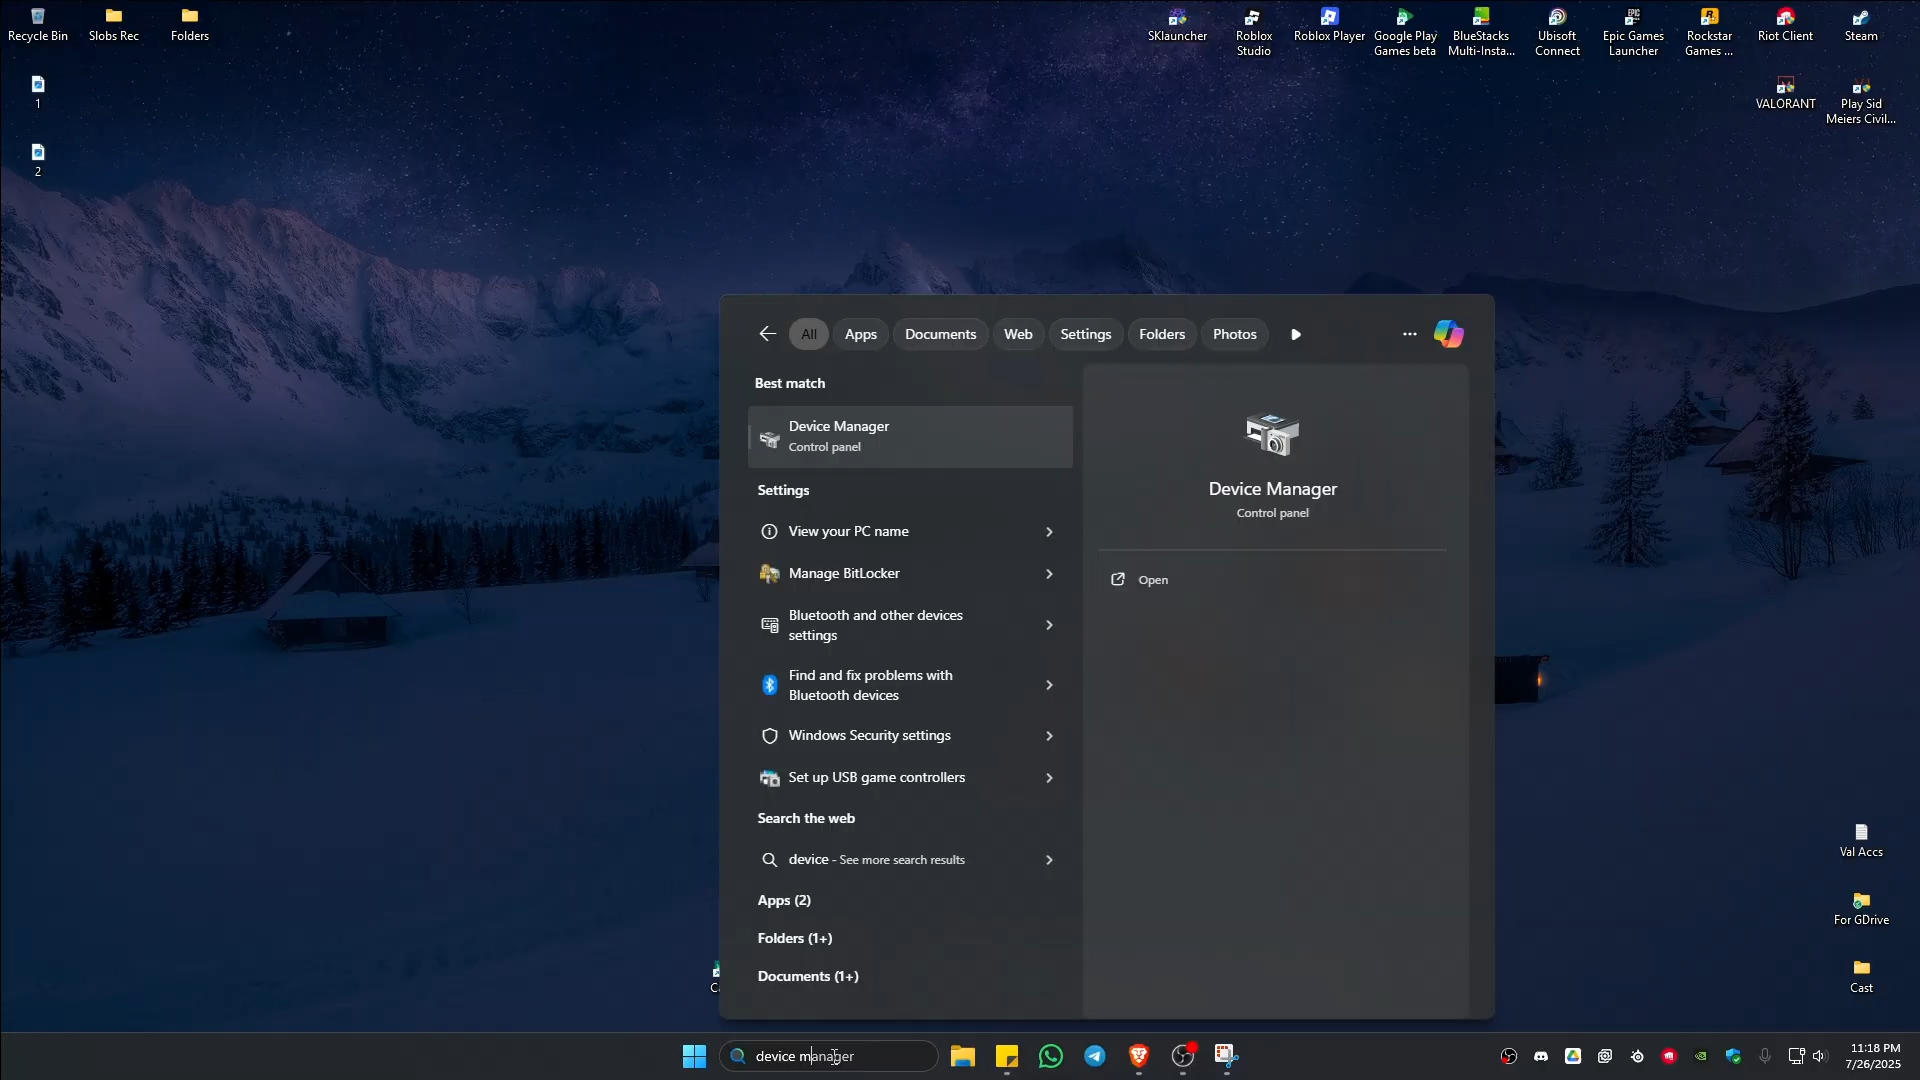 Recycle Bin
Slobs Rec
Folders
SKlauncher
Roblox
Studio
Roblox Player
Google Play
Games beta
BlueStacks
Multi-Insta...
Ubisoft
Connect
Epic Games
Launcher
Rockstar
Games ...
Riot Client
Steam
1
VALORANT
Play Sid
Meiers Civil...
2
All
Apps
Documents
Web
Settings
Folders
Photos
Best match
Device Manager
Control panel
Settings
View your PC name
Manage BitLocker
Bluetooth and other devices
settings
Find and fix problems with
Bluetooth devices
Windows Security settings
Set up USB game controllers
Search the web
device - See more search results
Apps (2)
Folders (1+)
Documents (1+)
Device Manager
Control panel
Open
Val Accs
For GDrive
Cast
device manager
11:18 PM
7/26/2025